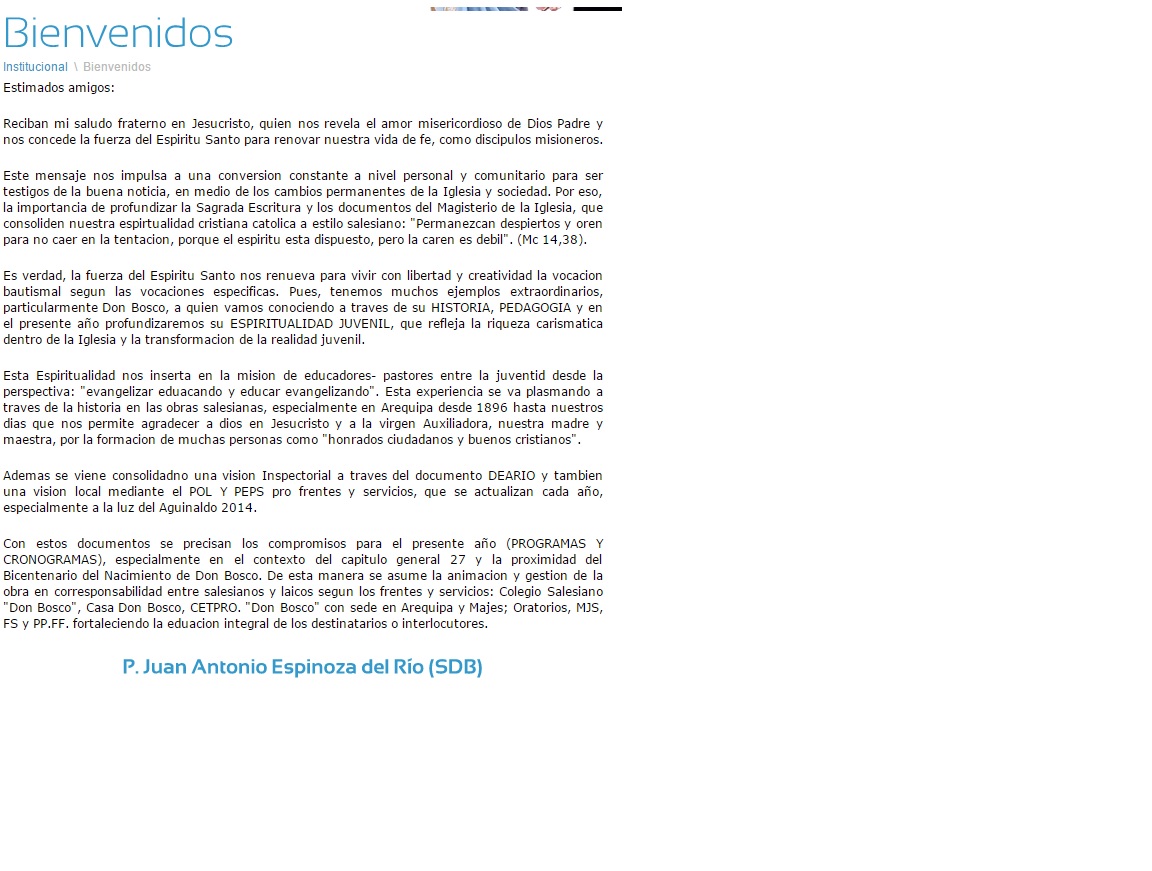 Bienvenidos
Institucional \ Bienvenidos
Estimados amigos:
Reciban mi saludo fraterno en Jesucristo, quien nos revela el amor misericordioso de Dios Padre y
nos concede la fuerza del Espiritu Santo para renovar nuestra vida de fe, como discipulos misioneros.
Este mensaje nos impulsa a una conversion constante a nivel personal y comunitario para ser
testigos de la buena noticia, en medio de los cambios permanentes de la Iglesia y sociedad. Por eso,
la importancia de profundizar la Sagrada Escritura y los documentos del Magisterio de la Iglesia, que
consoliden nuestra espirtualidad cristiana catolica a estilo salesiano: "Permanezcan despiertos y oren
para no caer en la tentacion, porque el espiritu esta dispuesto, pero la caren es debil". (Mc 14,38).
Es verdad, la fuerza del Espiritu Santo nos renueva para vivir con libertad y creatividad la vocacion
bautismal segun las vocaciones especificas. Pues, tenemos muchos ejemplos extraordinarios,
particularmente Don Bosco, a quien vamos conociendo a traves de su HISTORIA, PEDAGOGIA y en
el presente año profundizaremos su ESPIRITUALIDAD JUVENIL, que refleja la riqueza carismatica
dentro de la Iglesia y la transformacion de la realidad juvenil.
Esta Espiritualidad nos inserta en la mision de educadores- pastores entre la juventid desde la
perspectiva: "evangelizar eduacando y educar evangelizando". Esta experiencia se va plasmando a
traves de la historia en las obras salesianas, especialmente en Arequipa desde 1896 hasta nuestros
dias que nos permite agradecer a dios en Jesucristo y a la virgen Auxiliadora, nuestra madre y
maestra, por la formacion de muchas personas como "honrados ciudadanos y buenos cristianos".
Ademas se viene consolidadno una vision Inspectorial a traves del documento DEARIO y tambien
una vision local mediante el POL Y PEPS pro frentes y servicios, que se actualizan cada año,
especialmente a la luz del Aguinaldo 2014.
Con estos documentos se precisan los compromisos para el presente año (PROGRAMAS Y
CRONOGRAMAS), especialmente en el contexto del capitulo general 27 y la proximidad del
Bicentenario del Nacimiento de Don Bosco. De esta manera se asume la animacion y gestion de la
obra en corresponsabilidad entre salesianos y laicos segun los frentes y servicios: Colegio Salesiano
"Don Bosco", Casa Don Bosco, CETPRO. "Don Bosco" con sede en Arequipa y Majes; Oratorios, MJS,
FS y PP.FF. fortaleciendo la eduacion integral de los destinatarios o interlocutores.
P. Juan Antonio Espinoza del Río (SDB)